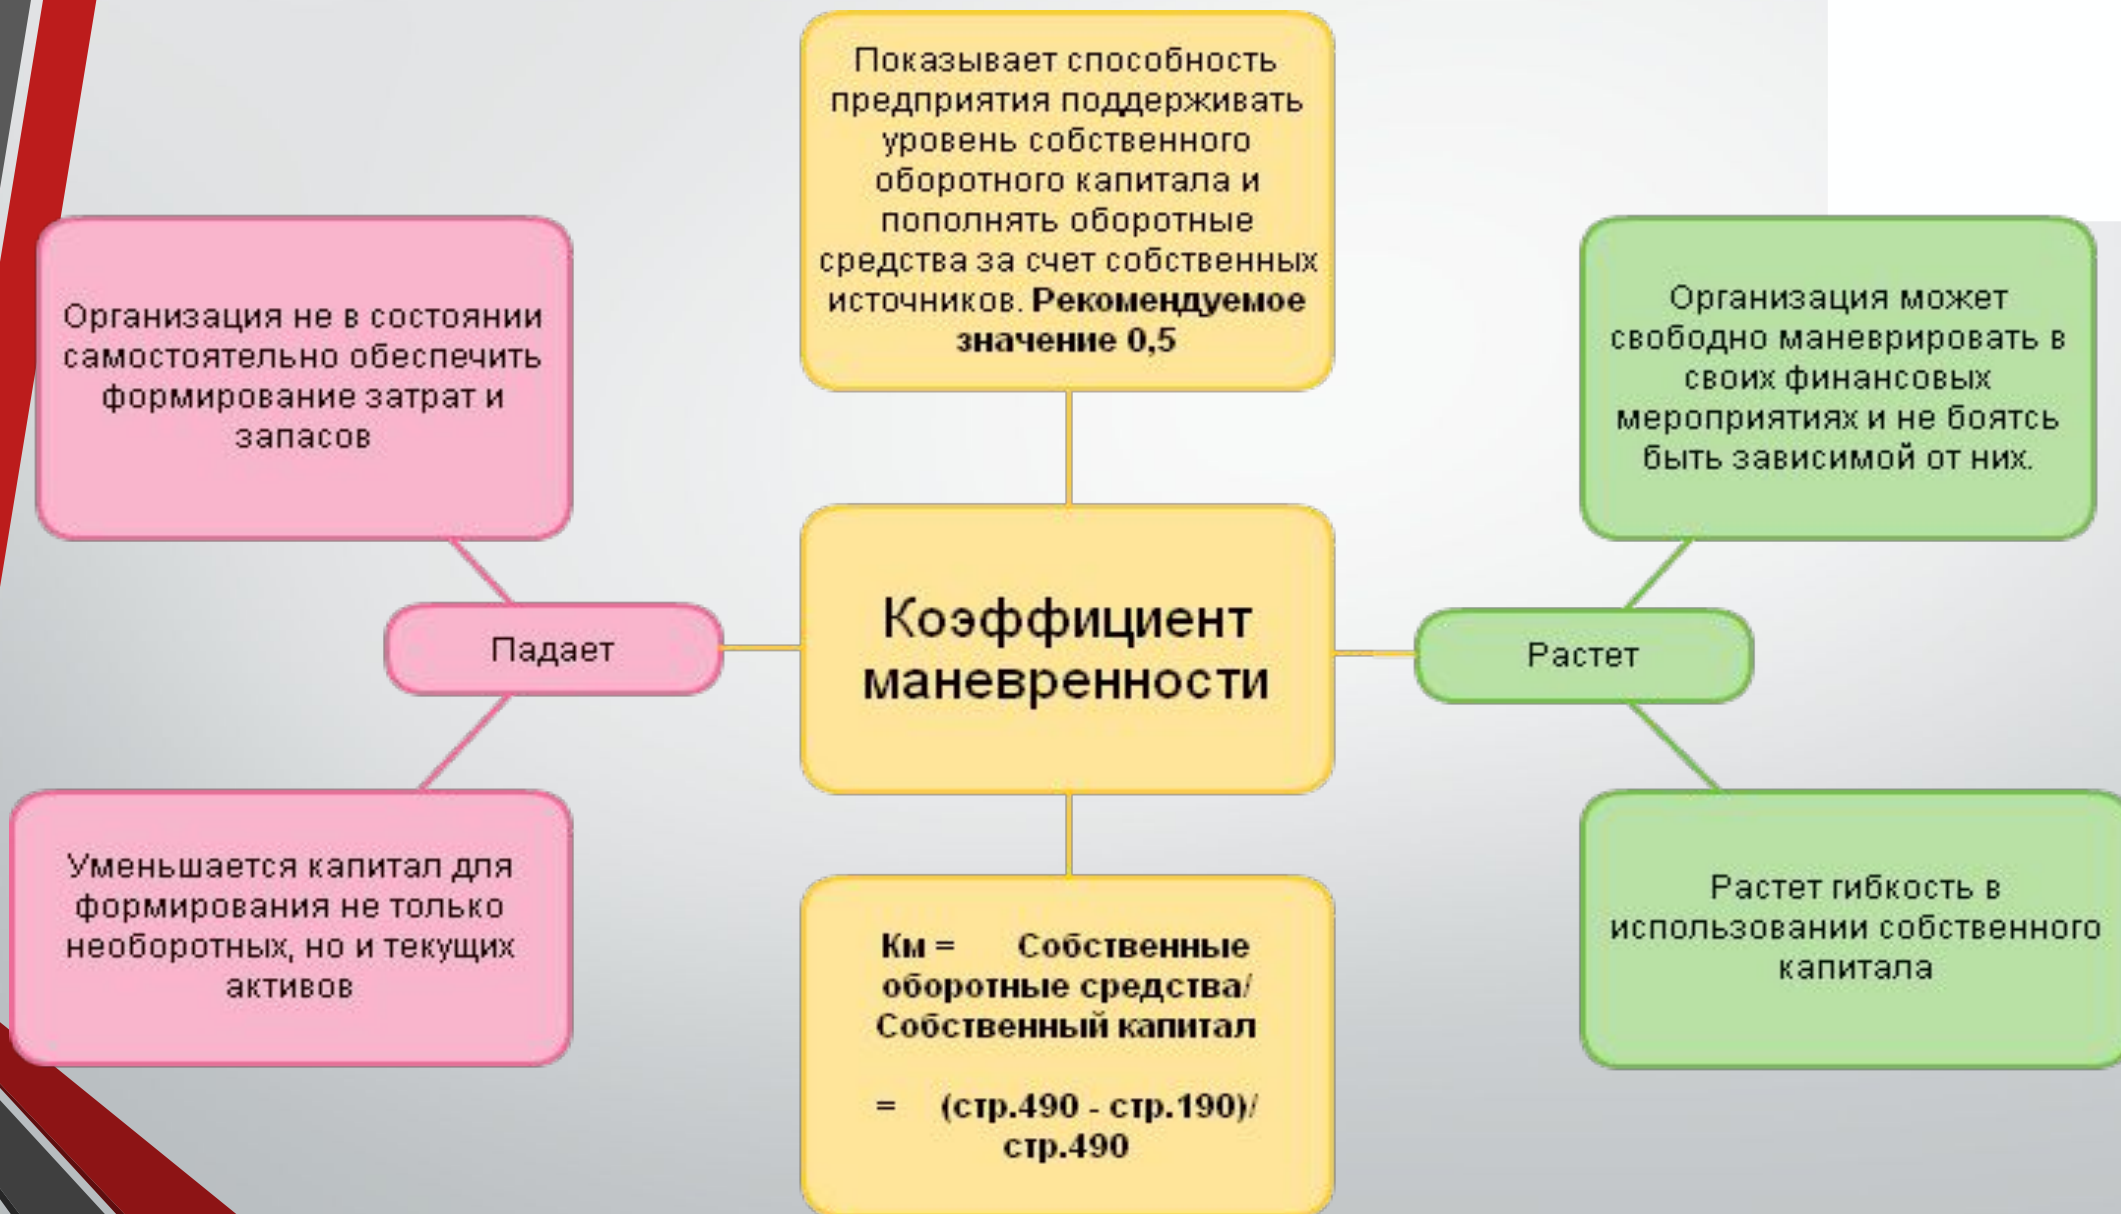 Показывает способность
предприятия поддерживать
уровень собственного
оборотного капитала и
пополнять оборотные
средства за счет собственных
источников. Рекомендуемое
значение 0,5
Организация не в состоянии
самостоятельно обеспечить
формирование затрат и
запасов
Организация может
свободно маневрировать в
своих финансовых
мероприятиях и не боятсь
быть зависимой от них.
Падает
Коэффициент
маневренности
Растет
Уменьшается капитал для
формирования не только
необоротных, но и текущих
активов
Км = Собственные
оборотные средства/
Собственный капитал
= (стр.490 - стр.190)/
стр.490
Растет гибкость в
использовании собственного
капитала